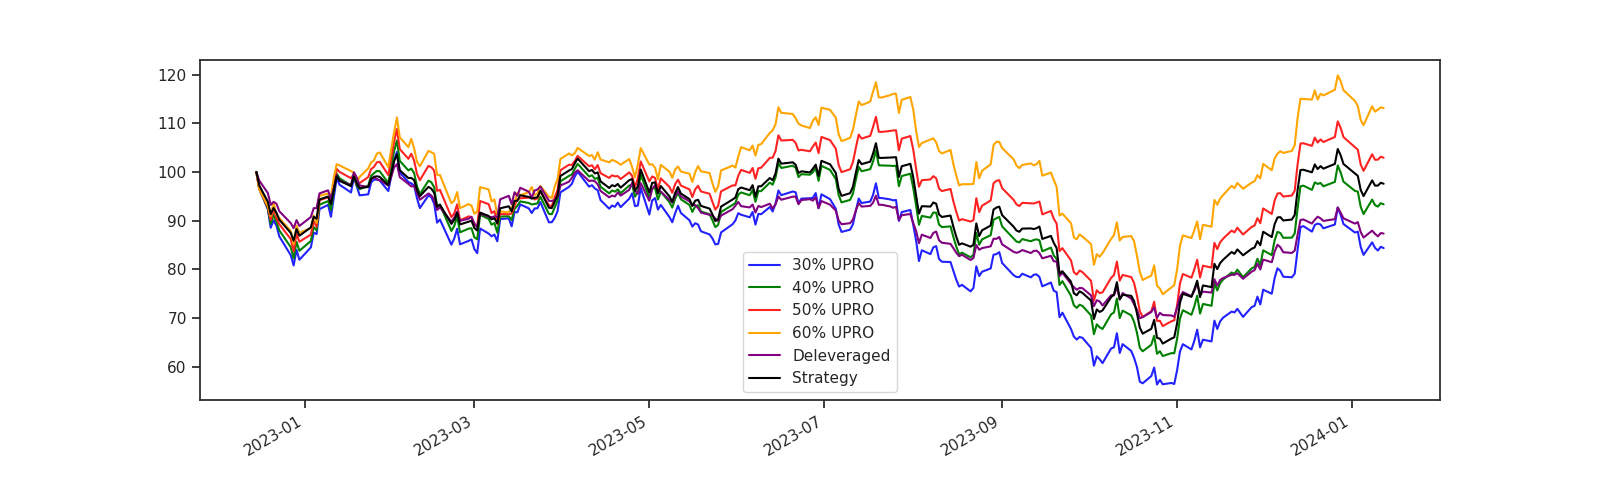 120
110
100
90
80
70
60
30% UPRO
40% UPRO
50% UPRO
60% UPRO
Deleveraged
Strategy
2023-01
2023-03
2023-05
2023-07
2023-09
2023-11
2024-01